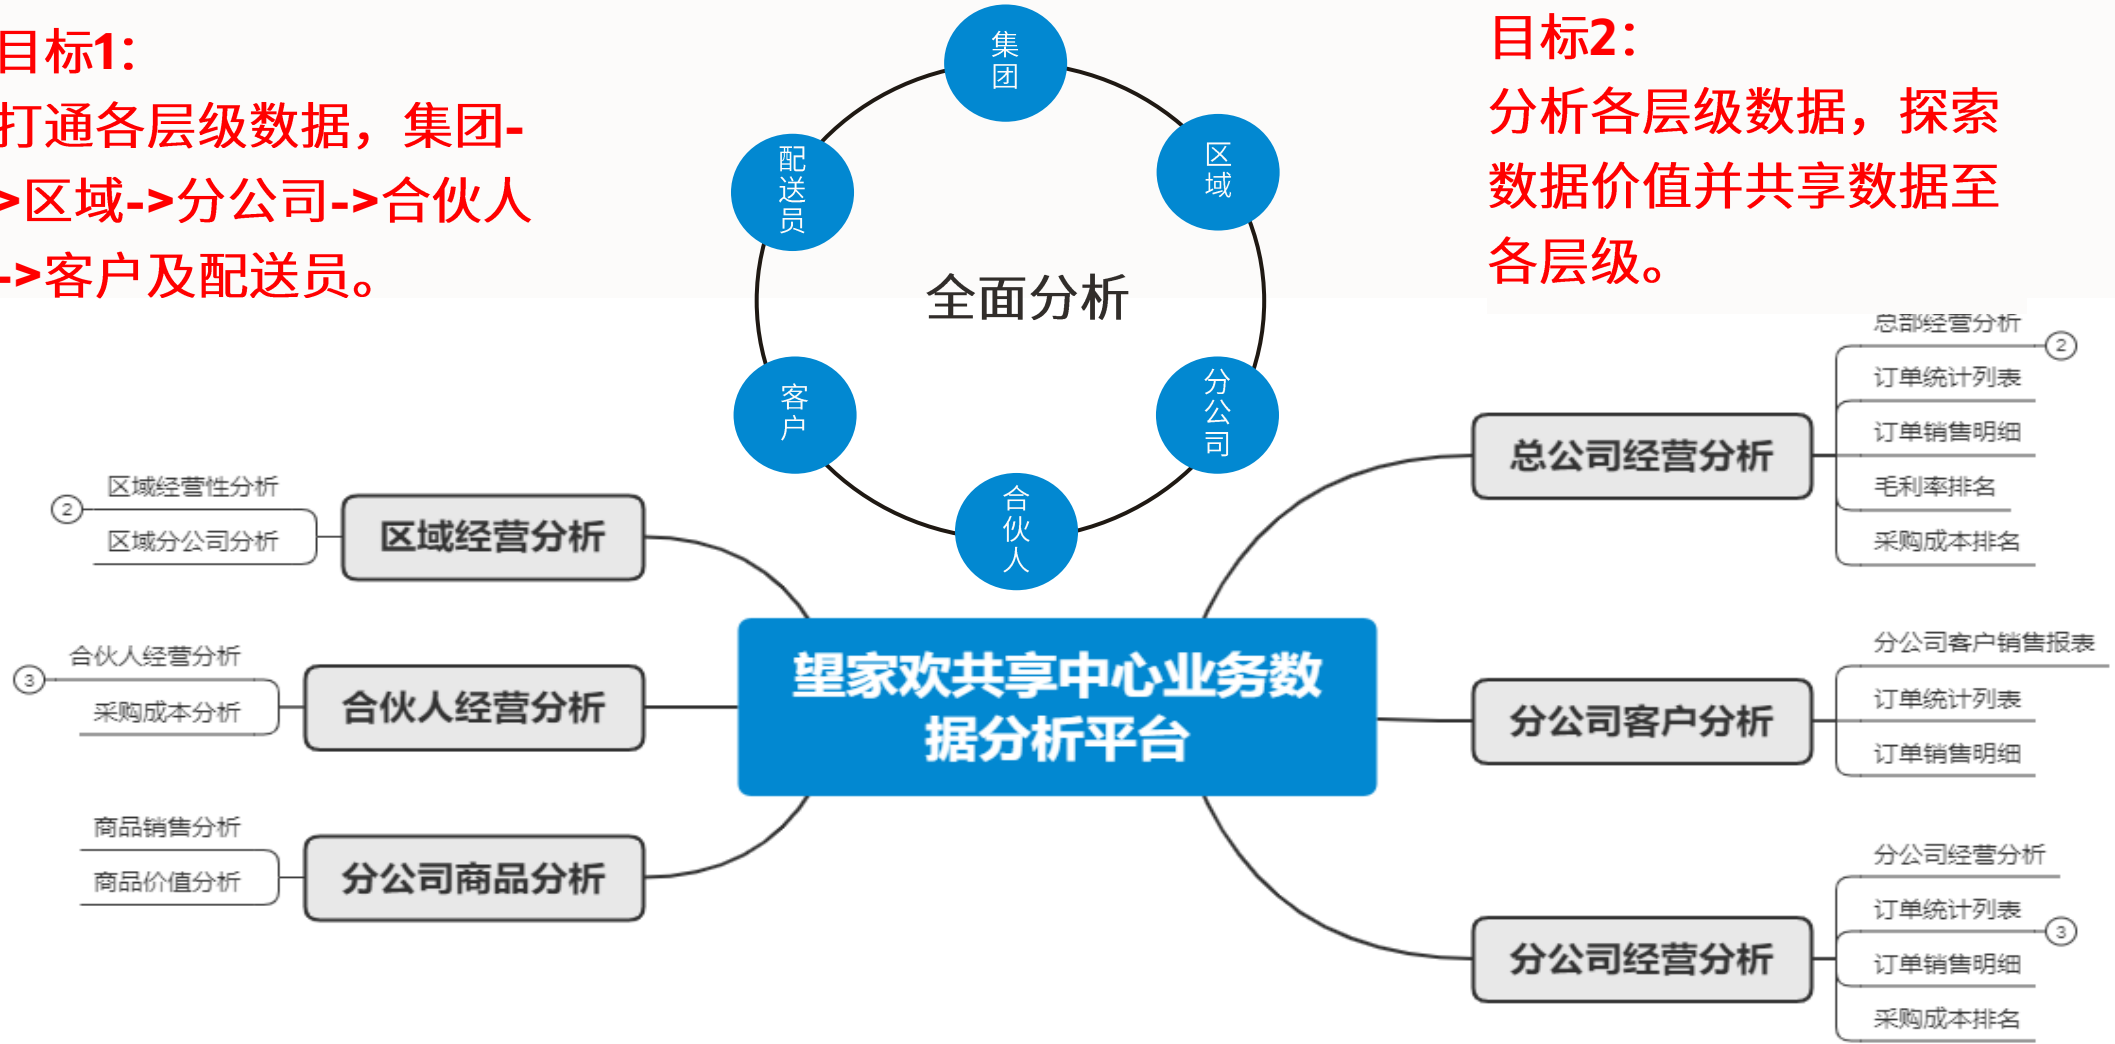 目标1：
打通各层级数据，集团-
>区域->分公司->合伙人
->客户及配送员。
集团
区域
分公司
合伙人
客户
配送员
全面分析
目标2：
分析各层级数据，探索
数据价值并共享数据至
各层级。
望家欢共享中心业务数
据分析平台
区域经营分析
区域经营性分析
2
区域分公司分析
合伙人经营分析
合伙人经营分析
3
采购成本分析
分公司商品分析
商品销售分析
商品价值分析
总公司经营分析
总部经营分析
2
订单统计列表
订单销售明细
毛利率排名
采购成本排名
分公司客户分析
分公司客户销售报表
订单统计列表
订单销售明细
分公司经营分析
分公司经营分析
订单统计列表
3
订单销售明细
采购成本排名